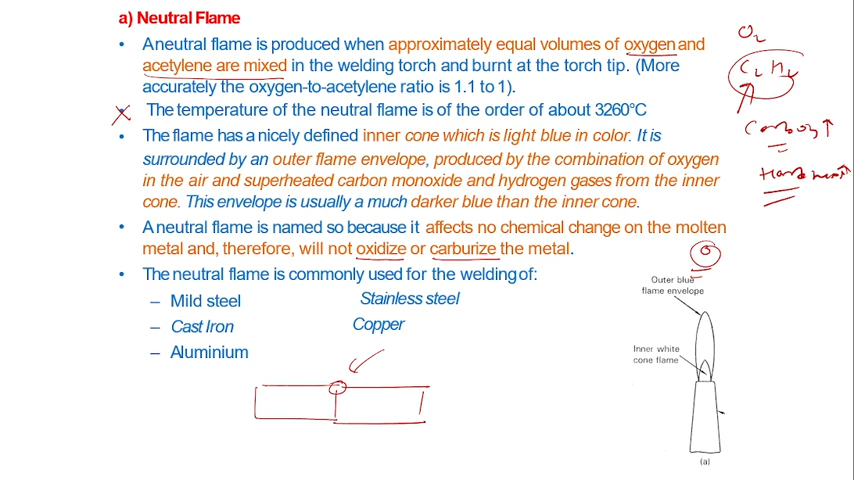 a) Neutral Flame
• A neutral flame is produced when approximately equal volumes of oxygen and
acetylene are mixed in the welding torch and burnt at the torch tip. (More
accurately the oxygen-to-acetylene ratio is 1.1 to 1).
• The temperature of the neutral flame is of the order of about 3260°C
• The flame has a nicely defined inner cone which is light blue in color. It is
surrounded by an outer flame envelope, produced by the combination of oxygen
in the air and superheated carbon monoxide and hydrogen gases from the inner
cone. This envelope is usually a much darker blue than the inner cone.
• A neutral flame is named so because it affects no chemical change on the molten
metal and, therefore, will not oxidize or carburize the metal.
• The neutral flame is commonly used for the welding of:
– Mild steel Stainless steel
– Cast Iron Copper
– Aluminium
O2
C2 H2
Carbon ↑
Outer blue
flame envelope
Inner white
cone flame
(a)